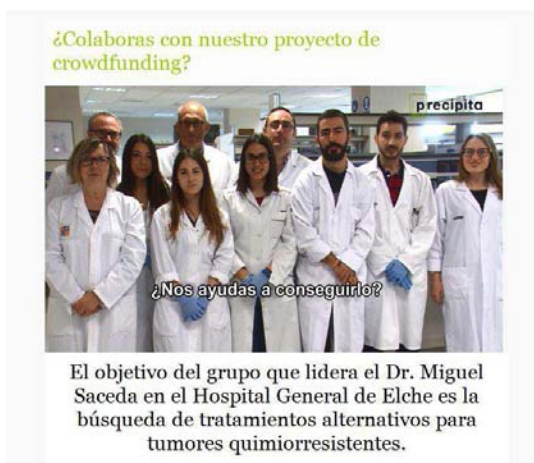 ¿Colaboras con nuestro proyecto de
crowdfunding?
precipita
¿Nos ayudas a conseguirlo?
El objetivo del grupo que lidera el Dr. Miguel
Saceda en el Hospital General de Elche es la
búsqueda de tratamientos alternativos para
tumores quimiorresistentes.